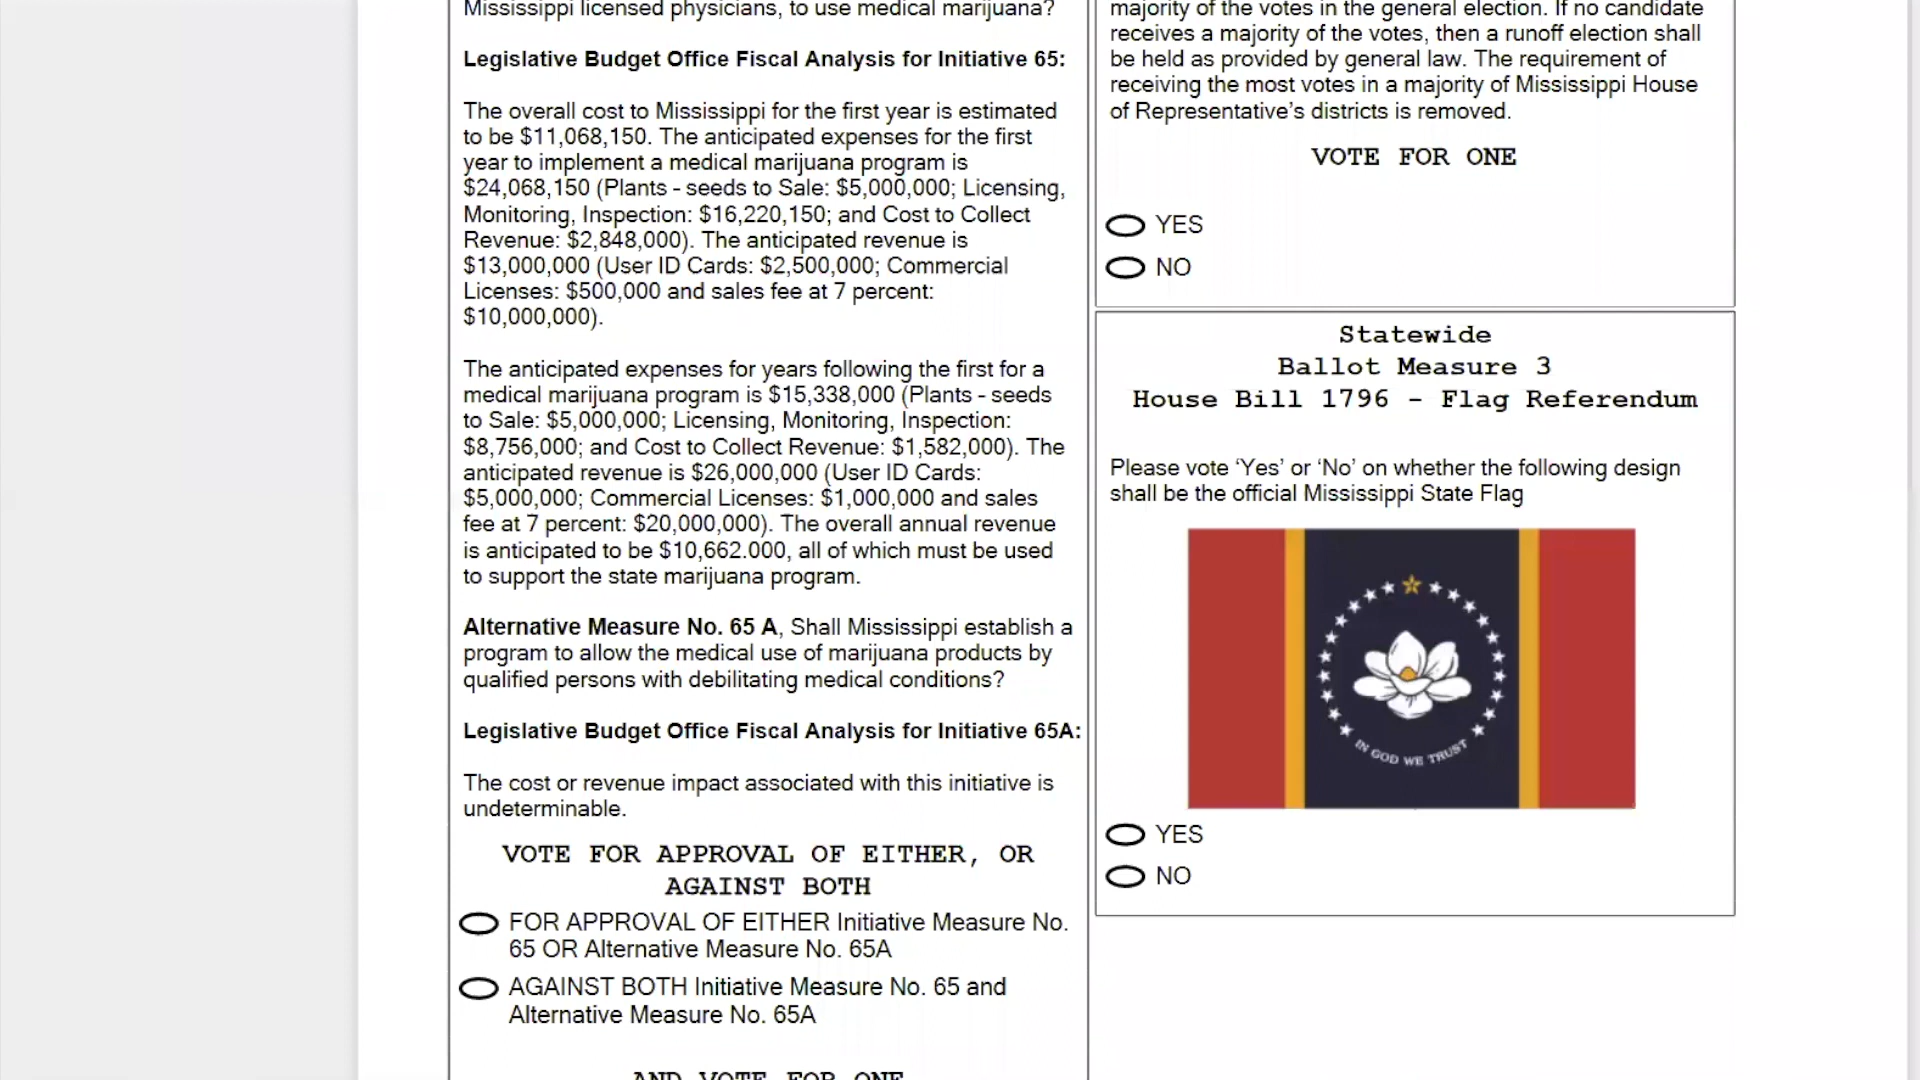 Mississippi licensed physicians, to use medical marijuana?
Legislative Budget Office Fiscal Analysis for Initiative 65:
The overall cost to Mississippi for the first year is estimated
to be $11,068,150. The anticipated expenses for the first
year to implement a medical marijuana program is
$24,068,150 (Plants - seeds to Sale: $5,000,000; Licensing,
Monitoring, Inspection: $16,220,150; and Cost to Collect
Revenue: $2,848,000). The anticipated revenue is
$13,000,000 (User ID Cards: $2,500,000; Commercial
Licenses: $500,000 and sales fee at 7 percent:
$10,000,000).
The anticipated expenses for years following the first for a
medical marijuana program is $15,338,000 (Plants - seeds
to Sale: $5,000,000; Licensing, Monitoring, Inspection:
$8,756,000; and Cost to Collect Revenue: $1,582,000). The
anticipated revenue is $26,000,000 (User ID Cards:
$5,000,000; Commercial Licenses: $1,000,000 and sales
fee at 7 percent: $20,000,000). The overall annual revenue
is anticipated to be $10,662.000, all of which must be used
to support the state marijuana program.
Alternative Measure No. 65 A, Shall Mississippi establish a
program to allow the medical use of marijuana products by
qualified persons with debilitating medical conditions?
Legislative Budget Office Fiscal Analysis for Initiative 65A:
The cost or revenue impact associated with this initiative is
undeterminable.
VOTE FOR APPROVAL OF EITHER, OR
AGAINST BOTH
FOR APPROVAL OF EITHER Initiative Measure No.
65 OR Alternative Measure No. 65A
AGAINST BOTH Initiative Measure No. 65 and
Alternative Measure No. 65A
AND VOTE FOR ONE
majority of the votes in the general election. If no candidate
receives a majority of the votes, then a runoff election shall
be held as provided by general law. The requirement of
receiving the most votes in a majority of Mississippi House
of Representative's districts is removed.
VOTE FOR ONE
YES
NO
Statewide
Ballot Measure 3
House Bill 1796 - Flag Referendum
Please vote ‘Yes’ or ‘No’ on whether the following design
shall be the official Mississippi State Flag
IN GOD WE TRUST
YES
NO